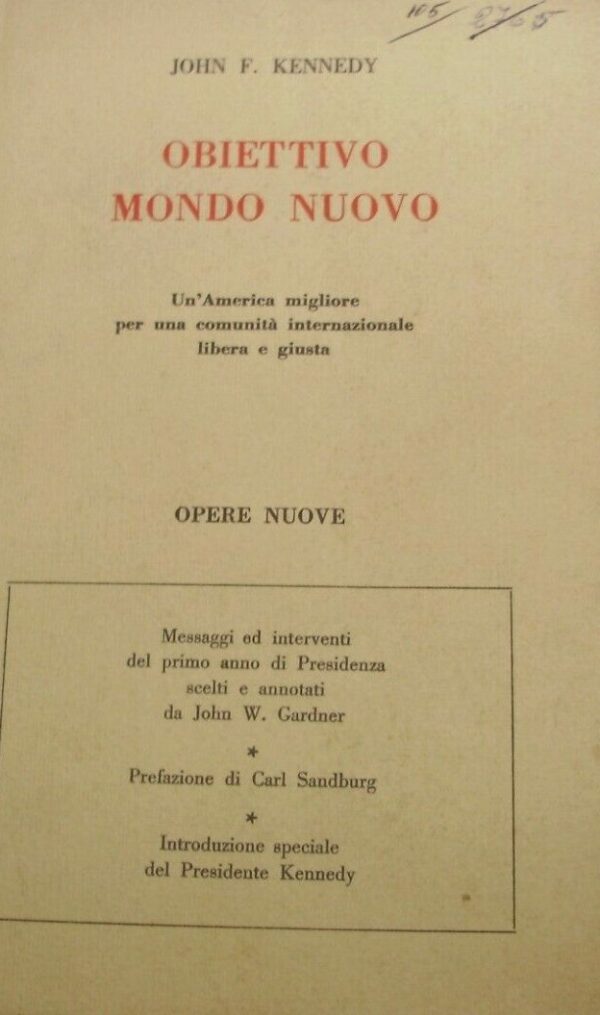 105/
JOHN F. KENNEDY
OBIETTIVO
MONDO NUOVO
Un'America migliore
per una comunità internazionale
libera e giusta
OPERE NUOVE
Messaggi ed interventi
del primo anno di Presidenza
scelti e annotati
da John W. Gardner
*
Prefazione di Carl Sandburg
*
Introduzione speciale
del Presidente Kennedy